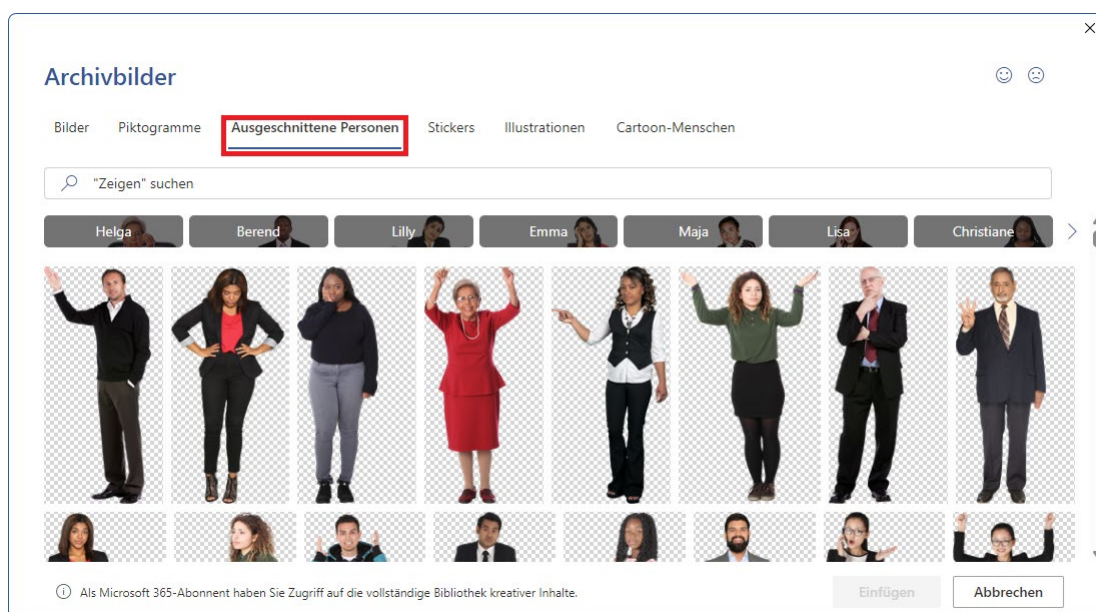 Archivbilder
Bilder Piktogramme Ausgeschnittene Personen Stickers Illustrationen Cartoon-Menschen
"Zeigen" suchen
Helga Berend Lilly Emma Maja Lisa Christiane
Als Microsoft 365-Abonnent haben Sie Zugriff auf die vollständige Bibliothek kreativer Inhalte. Einfügen Abbrechen